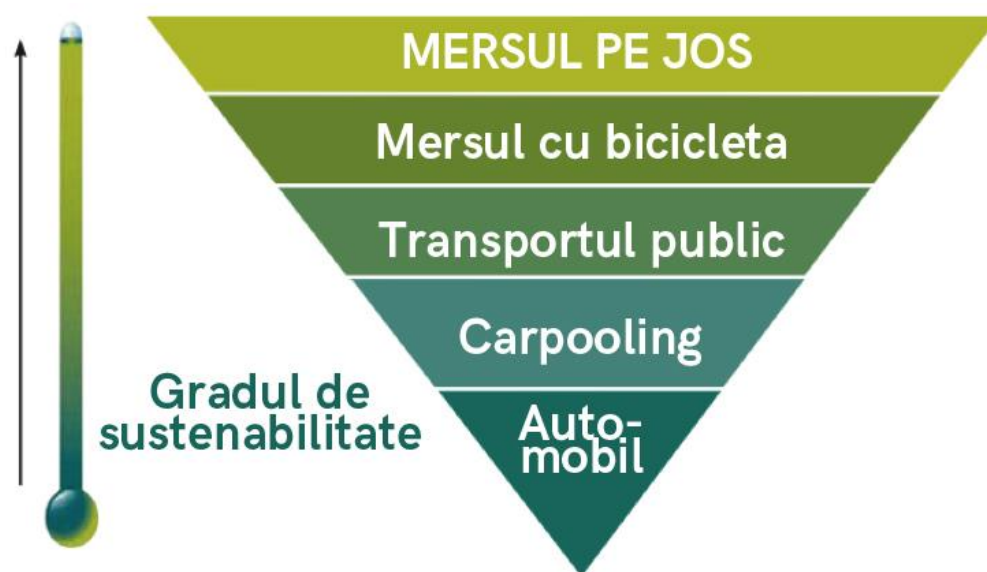 MERSUL PE JOS
Mersul cu bicicleta
Transportul public
Carpooling
Auto-
mobil
Gradul de
sustenabilitate